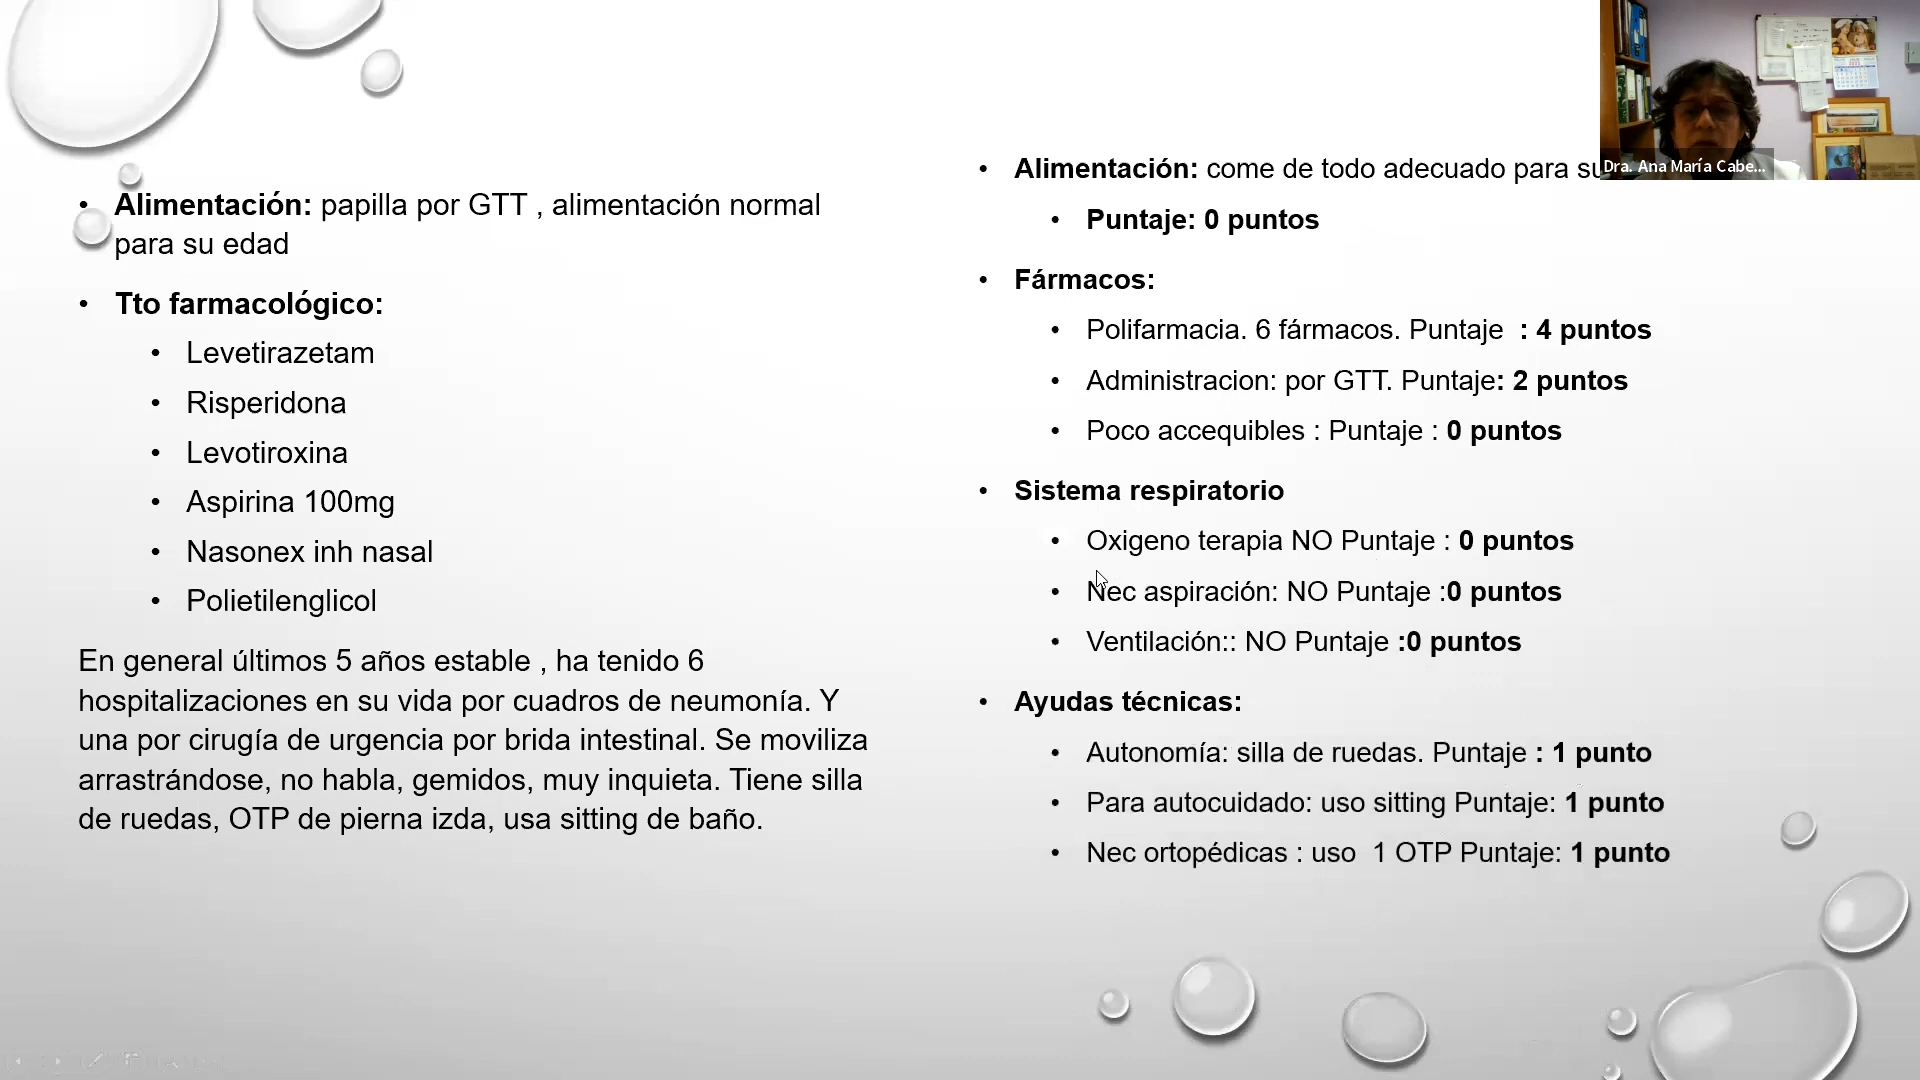 Alimentación: papilla por GTT , alimentación normal
para su edad
Tto farmacológico:
Levetirazetam
Risperidona
Levotiroxina
Aspirina 100mg
Nasonex inh nasal
Polietilenglicol
En general últimos 5 años estable , ha tenido 6
hospitalizaciones en su vida por cuadros de neumonía. Y
una por cirugía de urgencia por brida intestinal. Se moviliza
arrastrándose, no habla, gemidos, muy inquieta. Tiene silla
de ruedas, OTP de pierna izda, usa sitting de baño.
Alimentación: come de todo adecuado para su
Puntaje: 0 puntos
Fármacos:
Polifarmacia. 6 fármacos. Puntaje : 4 puntos
Administracion: por GTT. Puntaje: 2 puntos
Poco accequibles : Puntaje : 0 puntos
Sistema respiratorio
Oxigeno terapia NO Puntaje : 0 puntos
Nec aspiración: NO Puntaje :0 puntos
Ventilación:: NO Puntaje :0 puntos
Ayudas técnicas:
Autonomía: silla de ruedas. Puntaje : 1 punto
Para autocuidado: uso sitting Puntaje: 1 punto
Nec ortopédicas : uso 1 OTP Puntaje: 1 punto
Dra. Ana María Cabe...